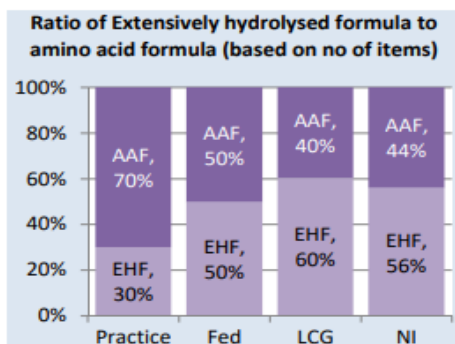 Ratio of Extensively hydrolysed formula to
amino acid formula (based on no of items)
100%
80%
60%
40%
20%
0%
AAF,
70%
EHF,
30%
AAF,
50%
EHF,
50%
AAF,
40%
EHF,
60%
AAF,
44%
EHF,
56%
Practice Fed LCG NI